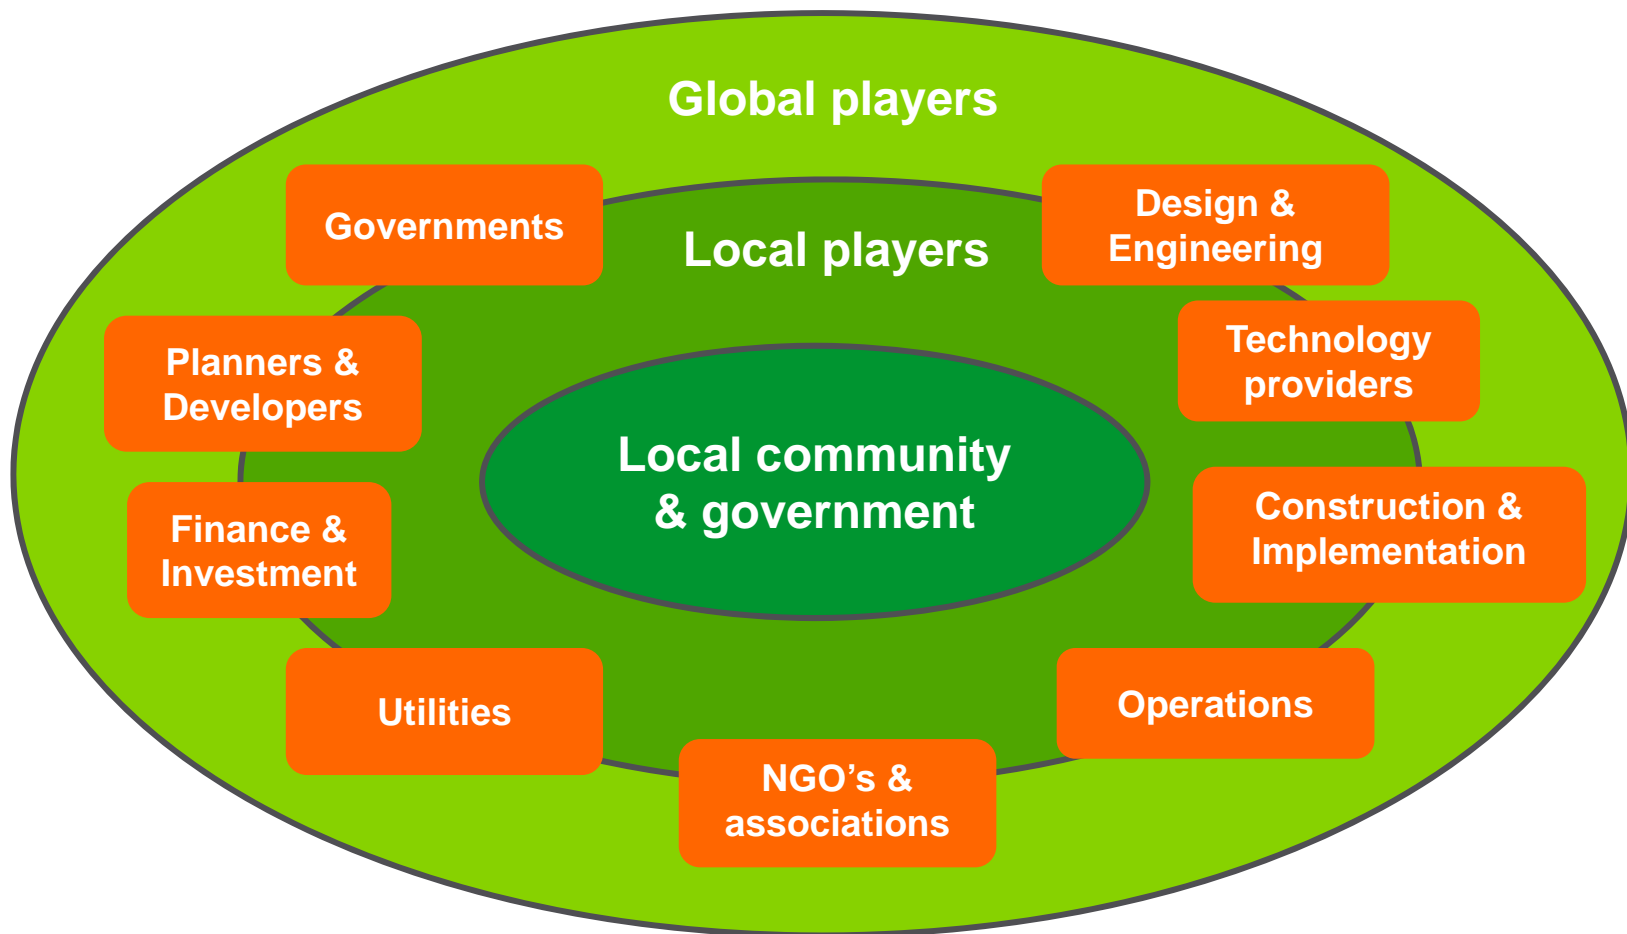 Global players
Governments
Design &
Engineering
Local players
Planners &
Developers
Technology
providers
Local community
& government
Finance &
Investment
Construction &
Implementation
Utilities
Operations
NGO’s &
associations